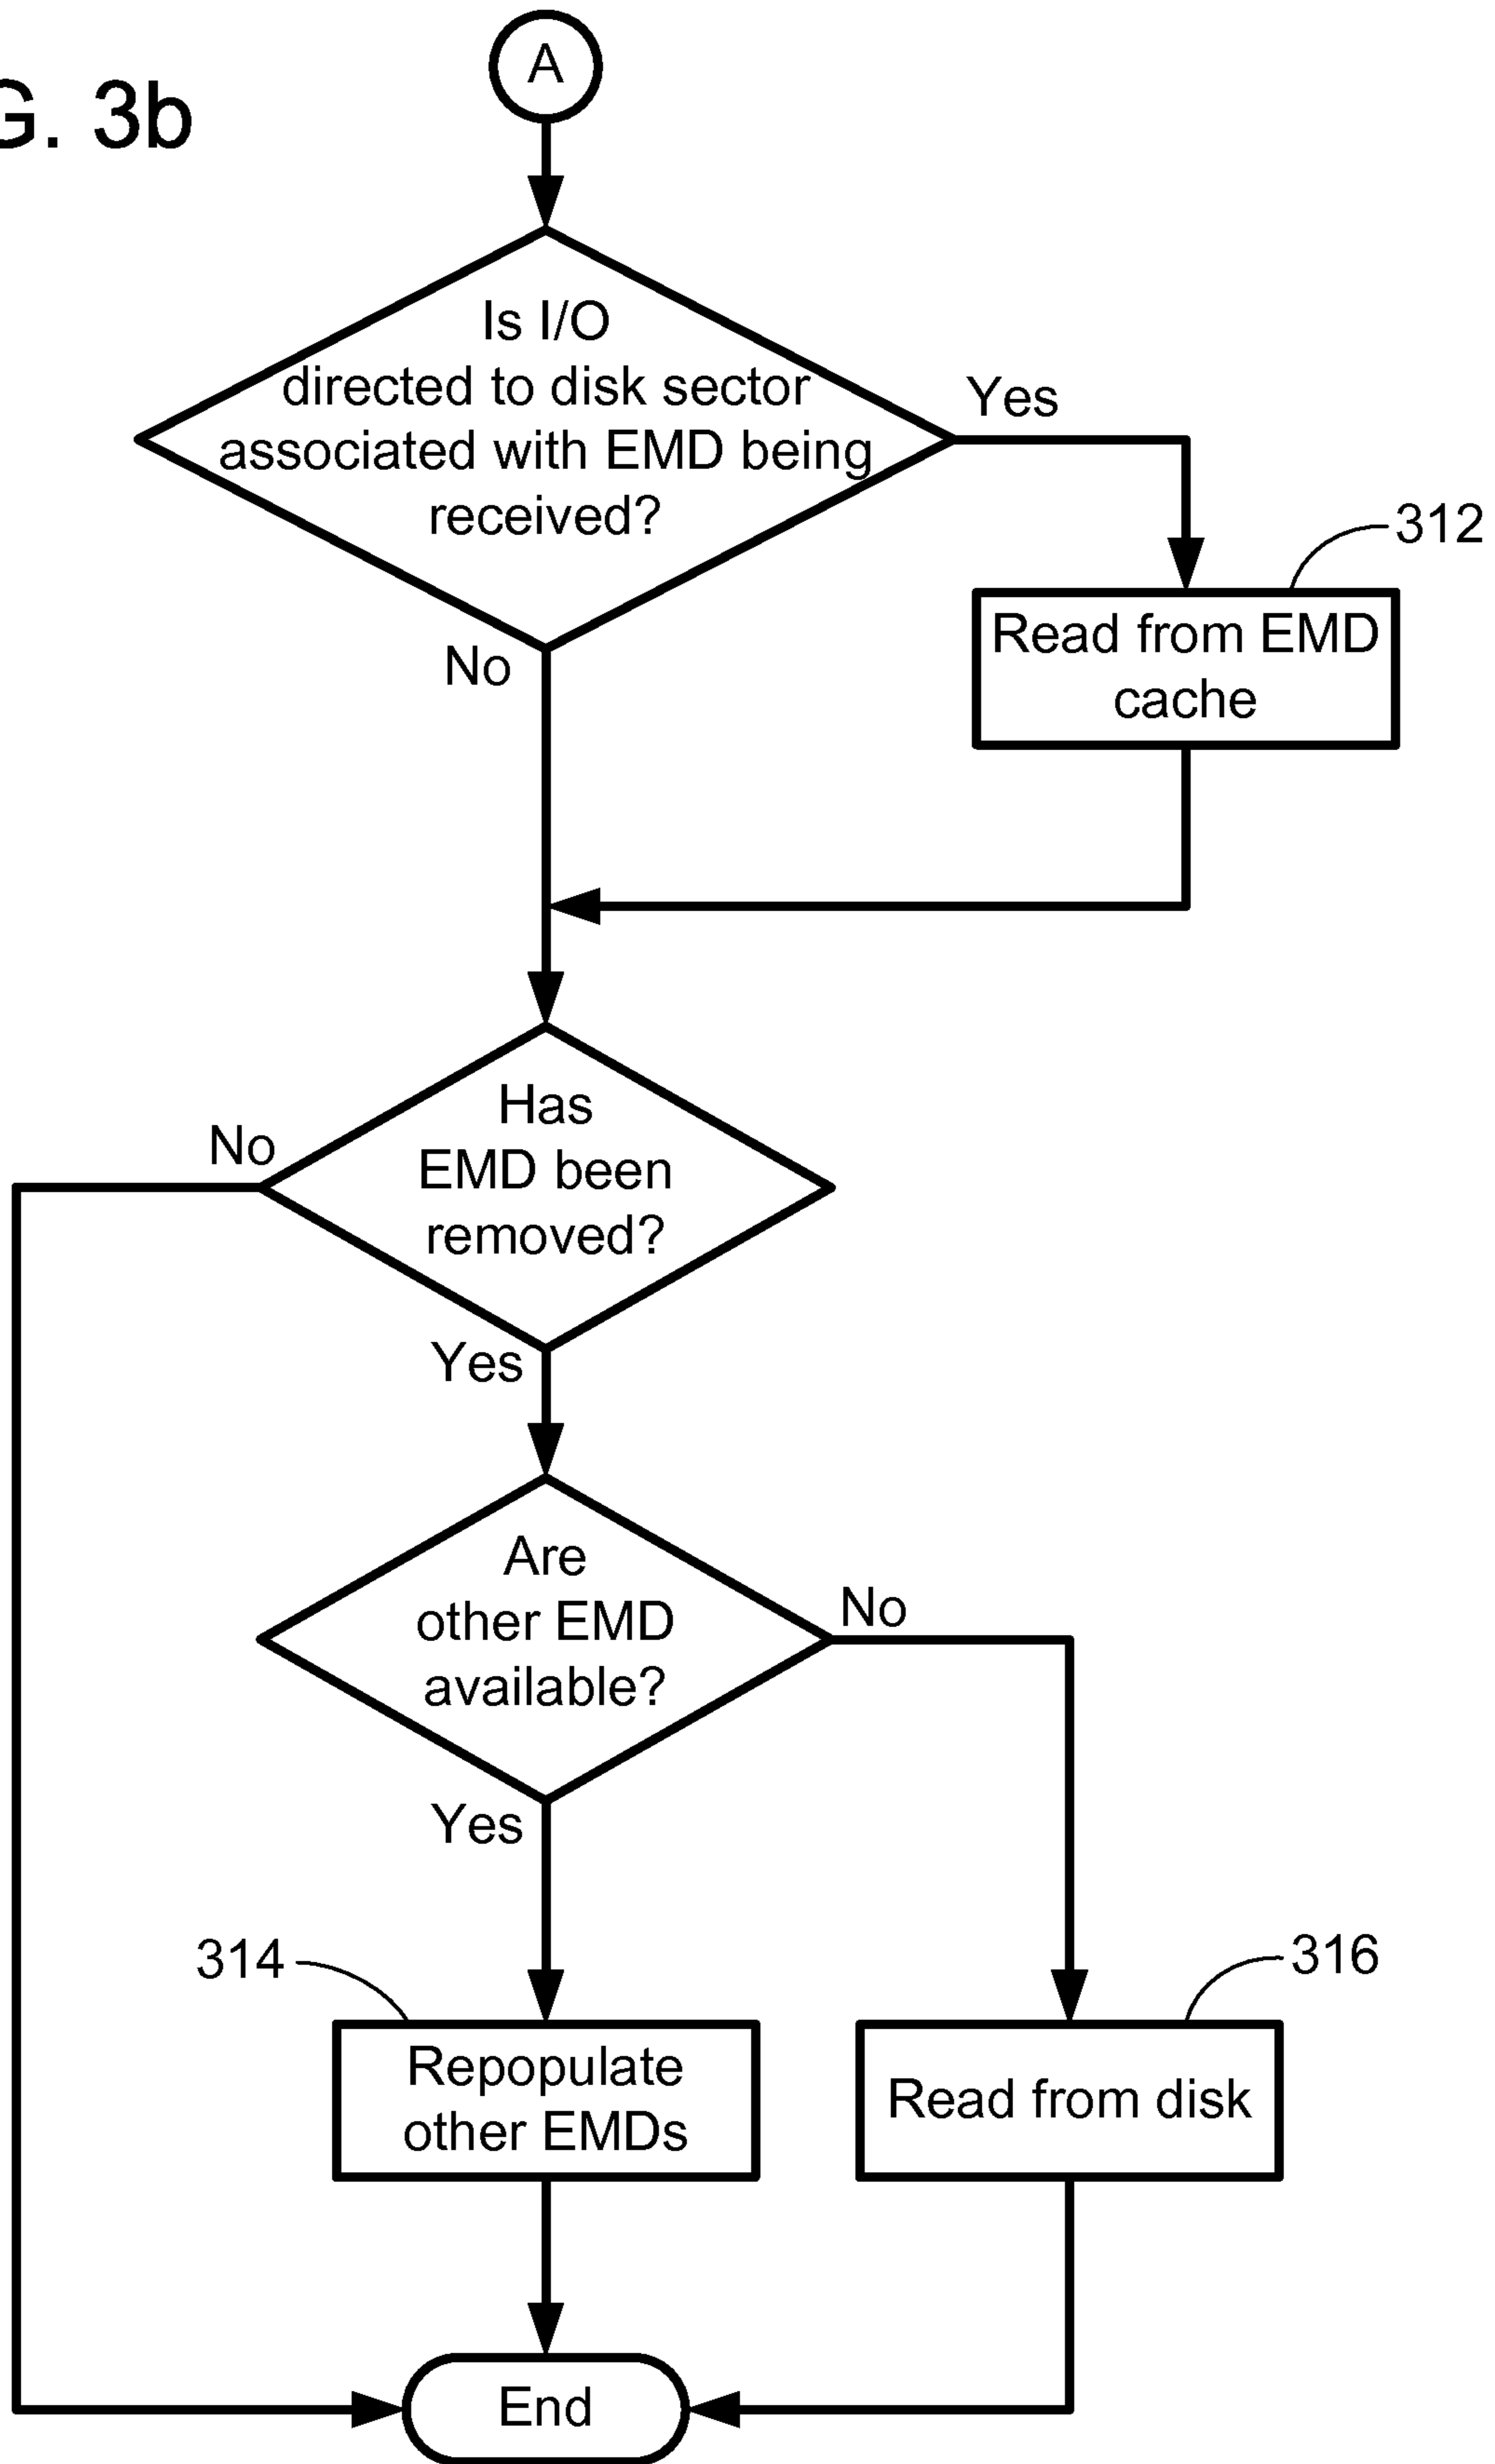 G. 3b
A
Is I/O
directed to disk sector
associated with EMD being
received?
Yes
No
312
Read from EMD
cache
Has
EMD been
removed?
No
Yes
Are
other EMD
available?
No
Yes
314
Repopulate
other EMDs
316
Read from disk
End